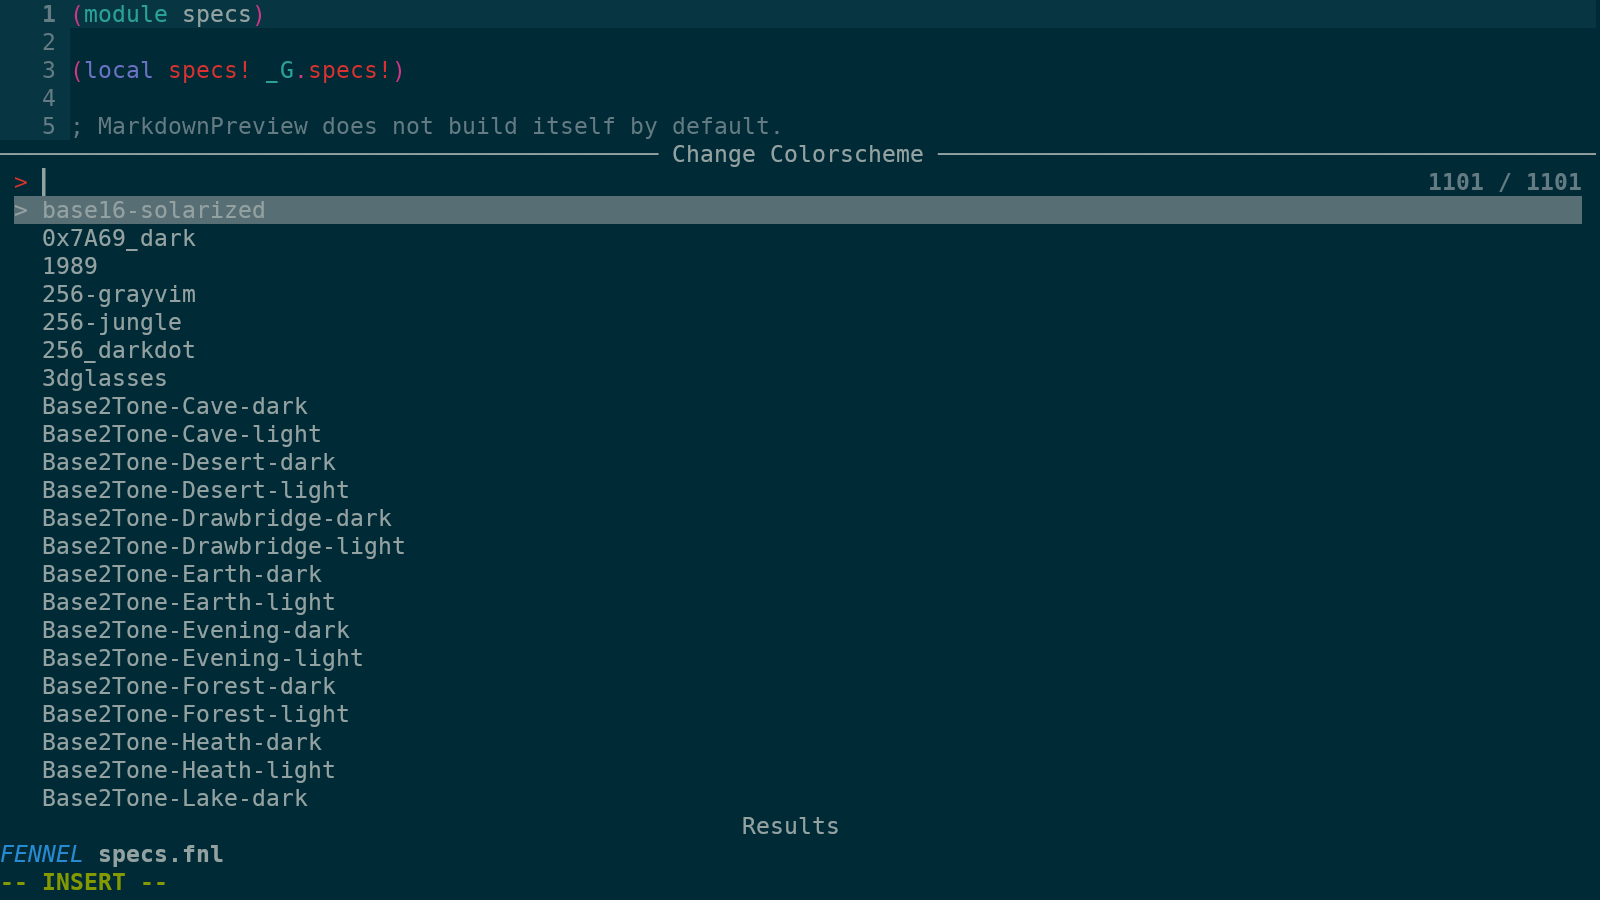 1 (module specs)
2
3 (local specs! _G.specs!)
4
5 ; MarkdownPreview does not build itself by default.
Change Colorscheme
> 1101 / 1101
> base16-solarized
0x7A69_dark
1989
256-grayvim
256-jungle
256_darkdot
3dglasses
Base2Tone-Cave-dark
Base2Tone-Cave-light
Base2Tone-Desert-dark
Base2Tone-Desert-light
Base2Tone-Drawbridge-dark
Base2Tone-Drawbridge-light
Base2Tone-Earth-dark
Base2Tone-Earth-light
Base2Tone-Evening-dark
Base2Tone-Evening-light
Base2Tone-Forest-dark
Base2Tone-Forest-light
Base2Tone-Heath-dark
Base2Tone-Heath-light
Base2Tone-Lake-dark
Results
FENNEL specs.fnl
-- INSERT --